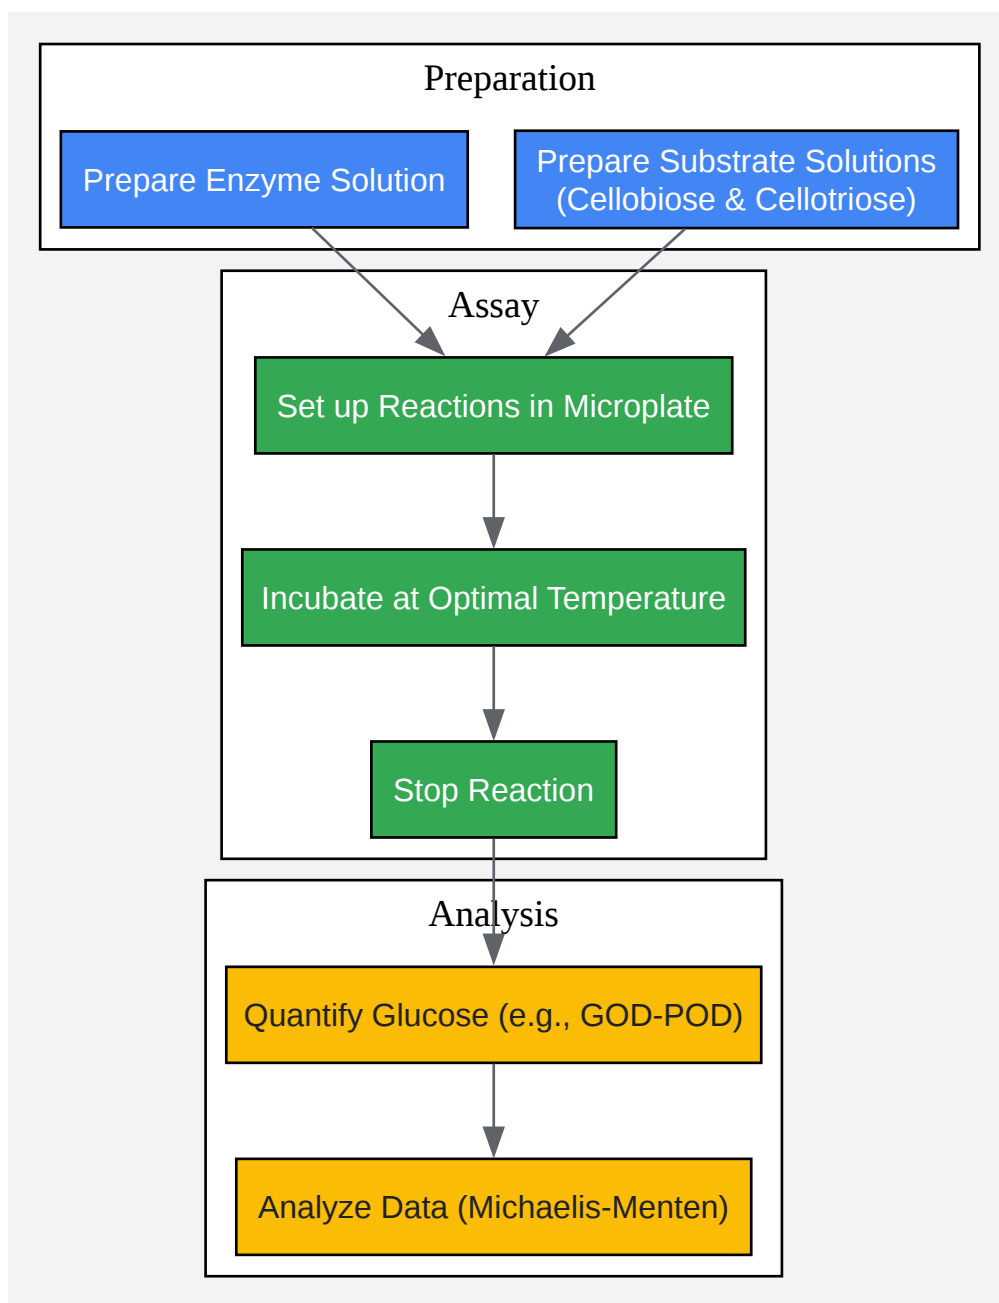 Preparation
Prepare Enzyme Solution
Prepare Substrate Solutions
(Cellobiose & Cellotriose)
Assay
Set up Reactions in Microplate
Incubate at Optimal Temperature
Stop Reaction
Analysis
Quantify Glucose (e.g., GOD-POD)
Analyze Data (Michaelis-Menten)